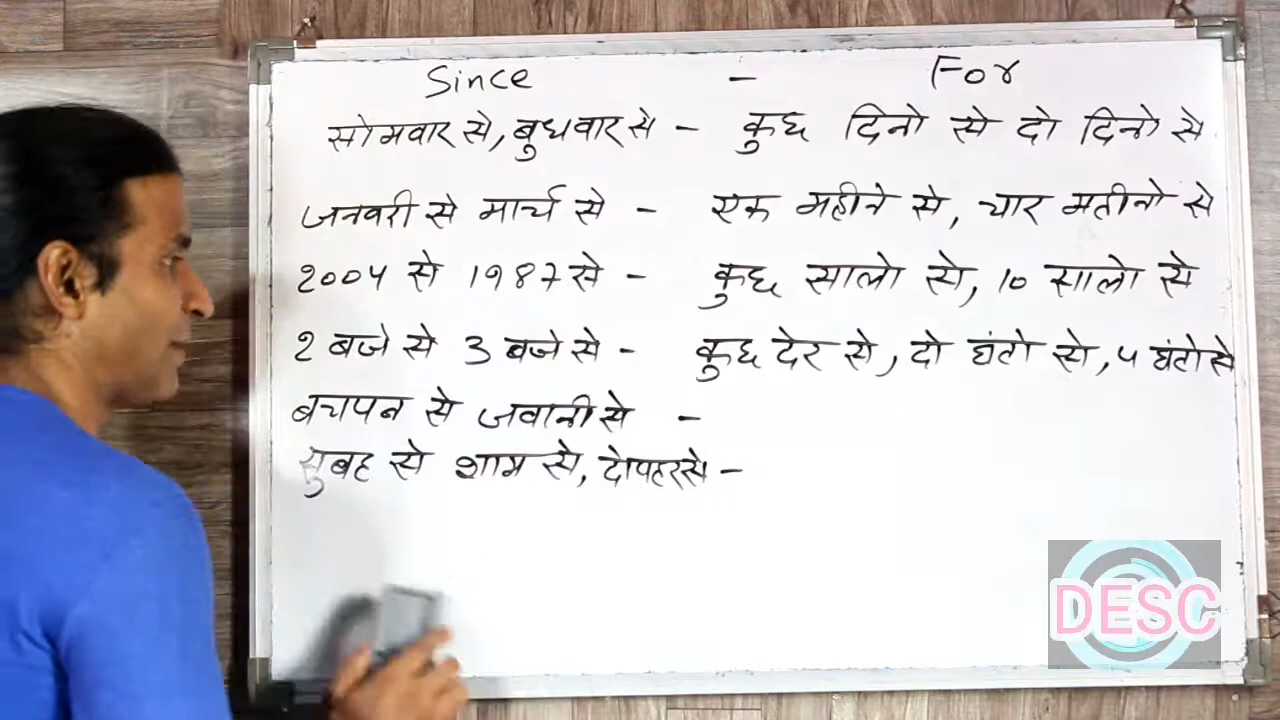 Since - For
सोमवार से, बुधवार से - कुछ दिनो से दो दिनो से
जनवरी से मार्च से - एक महीने से, चार महीनो से
2004 से 1987 से - कुछ सालो से, 10 सालो से
2 बजे से 3 बजे से - कुछ देर से, दो घंटो से, 5 घंटो से
बचपन से जवानी से -
सुबह से शाम से, दोपहर से -
DESC